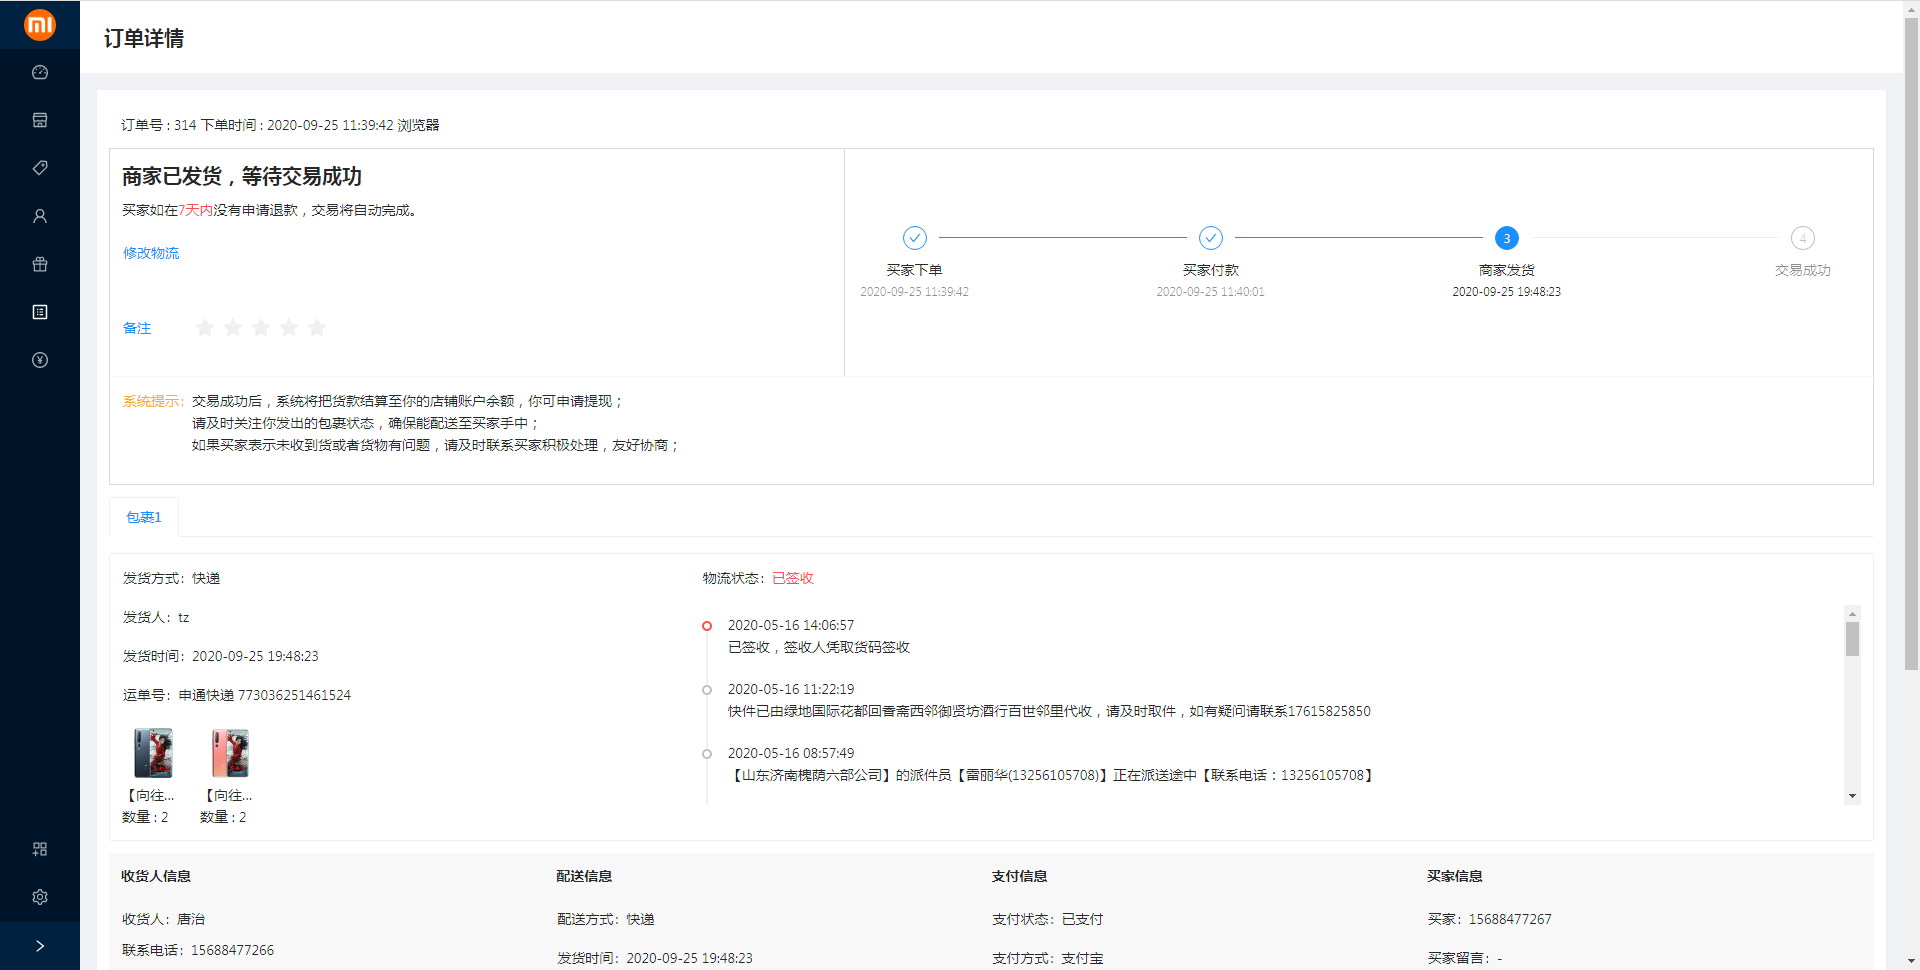 订单详情
订单号 : 314 下单时间 : 2020-09-25 11:39:42 浏览器
商家已发货，等待交易成功
买家如在7天内没有申请退款，交易将自动完成。
修改物流
备注
3
4
买家下单
买家付款
商家发货
交易成功
2020-09-25 11:39:42
2020-09-25 11:40:01
2020-09-25 19:48:23
系统提示：交易成功后，系统将把货款结算至你的店铺账户余额，你可申请提现；
请及时关注你发出的包裹状态，确保能配送至买家手中；
如果买家表示未收到货或者货物有问题，请及时联系买家积极处理，友好协商；
包裹1
发货方式：快递
发货人：tz
发货时间：2020-09-25 19:48:23
运单号：申通快递 773036251461524
【向往...
数量 : 2
【向往...
数量 : 2
物流状态：已签收
2020-05-16 14:06:57
已签收，签收人凭取货码签收
2020-05-16 11:22:19
快件已由绿地国际花都回香斋西邻御贤坊酒行百世邻里代收，请及时取件，如有疑问请联系17615825850
2020-05-16 08:57:49
【山东济南槐荫六部公司】的派件员【雷丽华(13256105708)】正在派送途中【联系电话：13256105708】
收货人信息
收货人：唐治
联系电话：15688477266
配送信息
配送方式：快递
发货时间：2020-09-25 19:48:23
支付信息
支付状态：已支付
支付方式：支付宝
买家信息
买家：15688477267
买家留言：-